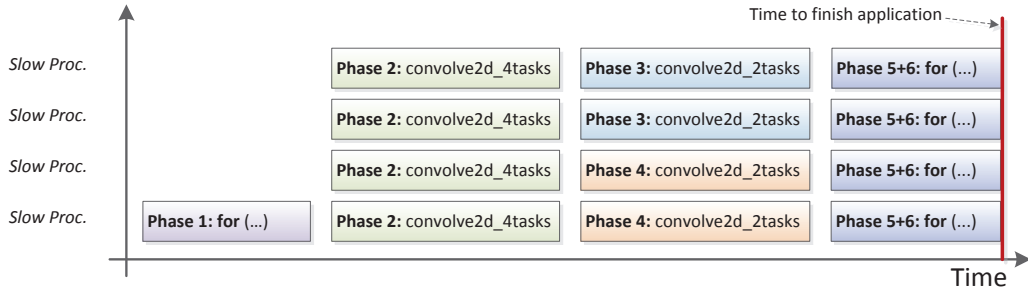 Time to finish application
Slow Proc. Phase 2: convolve2d_4tasks Phase 3: convolve2d_2tasks Phase 5+6: for (...)
Slow Proc. Phase 2: convolve2d_4tasks Phase 3: convolve2d_2tasks Phase 5+6: for (...)
Slow Proc. Phase 2: convolve2d_4tasks Phase 4: convolve2d_2tasks Phase 5+6: for (...)
Slow Proc. Phase 1: for (...) Phase 2: convolve2d_4tasks Phase 4: convolve2d_2tasks Phase 5+6: for (...)
Time